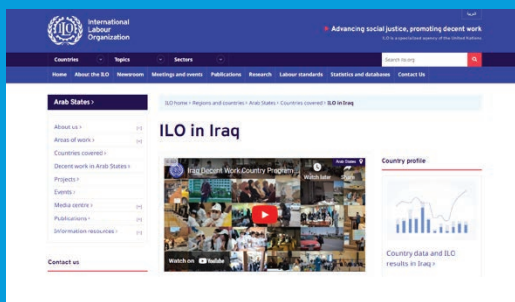 عربي
International
Labour
Organization
Advancing social justice, promoting decent work
ILO is a specialized agency of the United Nations
Countries
Topics
Sectors
Search ilo.org
Home
About the ILO
Newsroom
Meetings and events
Publications
Research
Labour standards
Statistics and databases
Contact Us
Arab States >
ILO home > Regions and countries > Arab States > Countries covered > ILO in Iraq
About us >
Areas of work >
Countries covered >
Decent work in Arab States >
Projects >
Events >
Media centre >
Publications >
Information resources >
Contact us
ILO in Iraq
Iraq Decent Work Country Program
Watch later
Share
Arab States
Watch on YouTube
Country profile
Country data and ILO
results in Iraq >